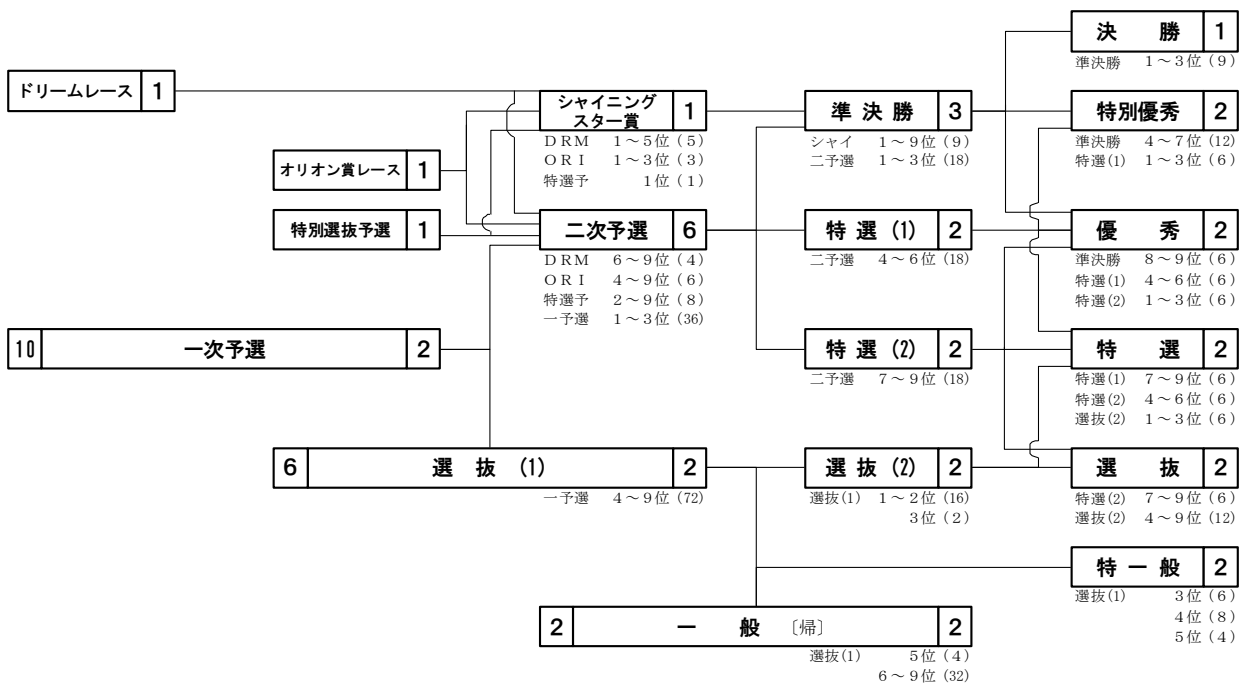 ドリームレース 1
オリオン賞レース 1
特別選抜予選 1
10 一次予選 2
シャイニング
スター賞 1
DRM 1～5位(5)
ORI 1～3位(3)
特選予 1位(1)
二次予選 6
DRM 6～9位(4)
ORI 4～9位(6)
特選予 2～9位(8)
一予選 1～3位(36)
6 選抜 (1) 2
一予選 4～9位(72)
準決勝 3
シャイ 1～9位(9)
二予選 1～3位(18)
特選 (1) 2
二予選 4～6位(18)
特選 (2) 2
二予選 7～9位(18)
選抜 (2) 2
選抜(1) 1～2位(16)
3位(2)
2 一般 〔帰〕 2
選抜(1) 5位(4)
6～9位(32)
決勝 1
準決勝 1～3位(9)
特別優秀 2
準決勝 4～7位(12)
特選(1) 1～3位(6)
優秀 2
準決勝 8～9位(6)
特選(1) 4～6位(6)
特選(2) 1～3位(6)
特選 2
特選(1) 7～9位(6)
特選(2) 4～6位(6)
選抜(2) 1～3位(6)
選抜 2
特選(2) 7～9位(6)
選抜(2) 4～9位(12)
特一般 2
選抜(1) 3位(6)
4位(8)
5位(4)